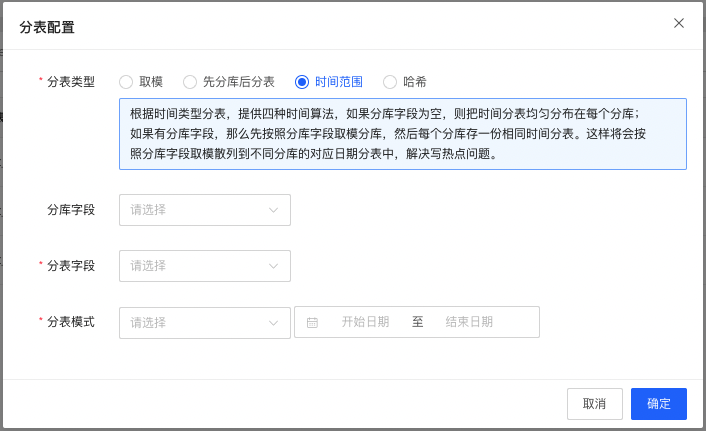 分表配置
* 分表类型 取模 先分库后分表 时间范围 哈希
根据时间类型分表，提供四种时间算法，如果分库字段为空，则把时间分表均匀分布在每个分库；
如果有分库字段，那么先按照分库字段取模分库，然后每个分库存一份相同时间分表。这样将会按
照分库字段取模散列到不同分库的对应日期分表中，解决写热点问题。
分库字段 请选择
* 分表字段 请选择
* 分表模式 请选择 开始日期 至 结束日期
取消 确定